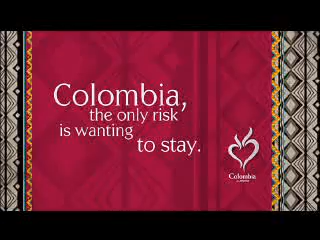 Colombia,
the only risk
is wanting
to stay.
Colombia